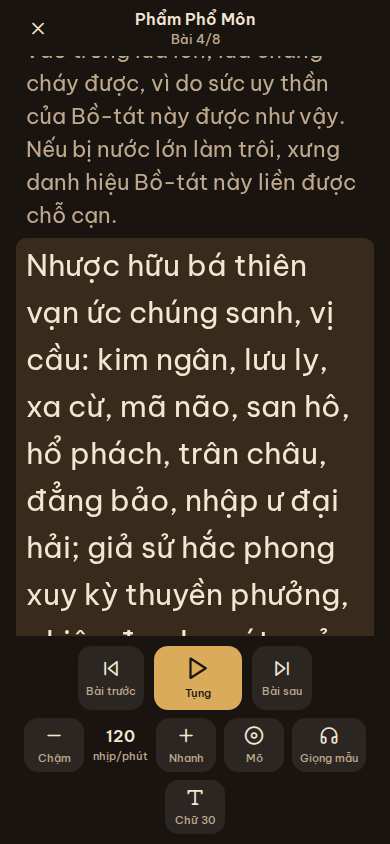 Phẩm Phổ Môn
Bài 4/8
cháy được, vì do sức uy thần
của Bồ-tát này được như vậy.
Nếu bị nước lớn làm trôi, xưng
danh hiệu Bồ-tát này liền được
chỗ cạn.
Nhược hữu bá thiên
vạn ức chúng sanh, vị
cầu: kim ngân, lưu ly,
xa cừ, mã não, san hô,
hổ phách, trân châu,
đẳng bảo, nhập ư đại
hải; giả sử hắc phong
xuy kỳ thuyền phưởng,
Bài trước
Tụng
Bài sau
Chậm
120
nhịp/phút
Nhanh
Mõ
Giọng mẫu
Chữ 30